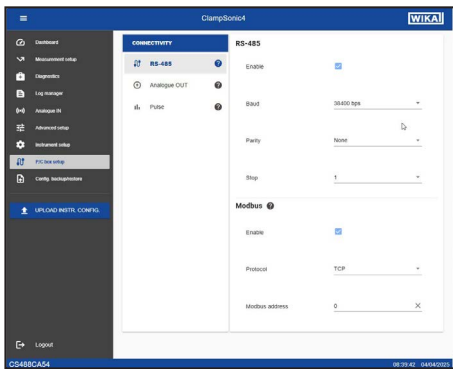 ClampSonic4
WIKA
Dashboard
Measurement setup
Diagnostics
Log manager
Analogue IN
Advanced setup
Instrument setup
P/C box setup
Config. backup/restore
UPLOAD INSTR. CONFIG.
Logout
CONNECTIVITY
RS-485
Analogue OUT
Pulse
RS-485
Enable
Baud 38400 bps
Parity None
Stop 1
Modbus
Enable
Protocol TCP
Modbus address 0
CS488CA54
08:39:42 04/04/2025